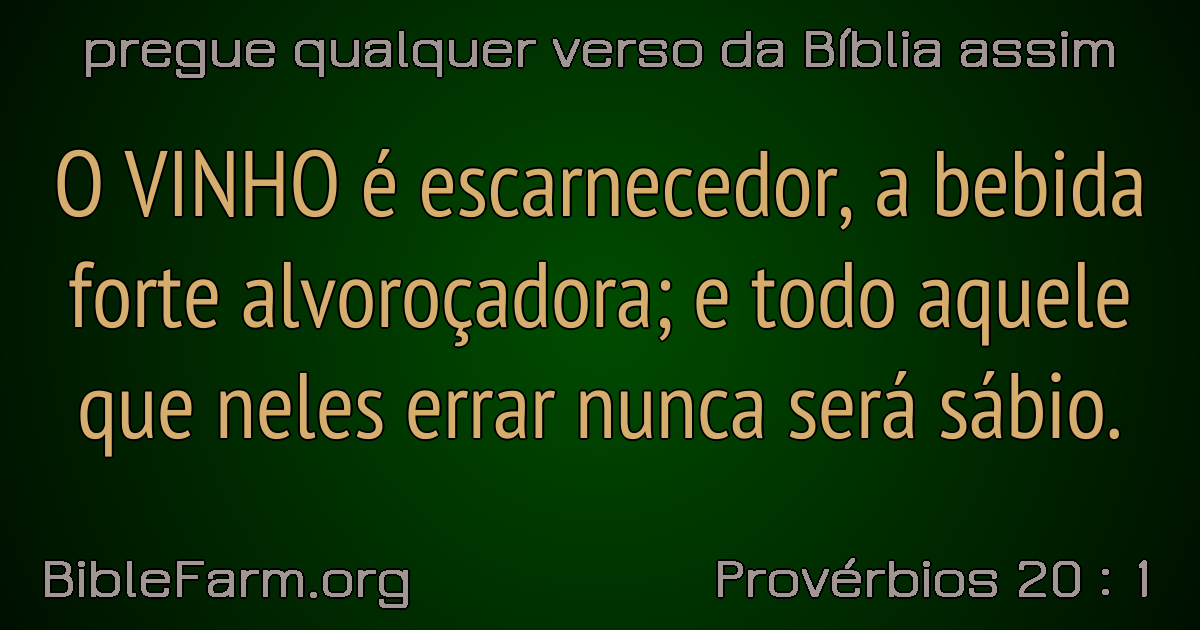 pregue qualquer verso da Bíblia assim
O VINHO é escarnecedor, a bebida
forte alvoroçadora; e todo aquele
que neles errar nunca será sábio.
BibleFarm.org
Provérbios 20 : 1